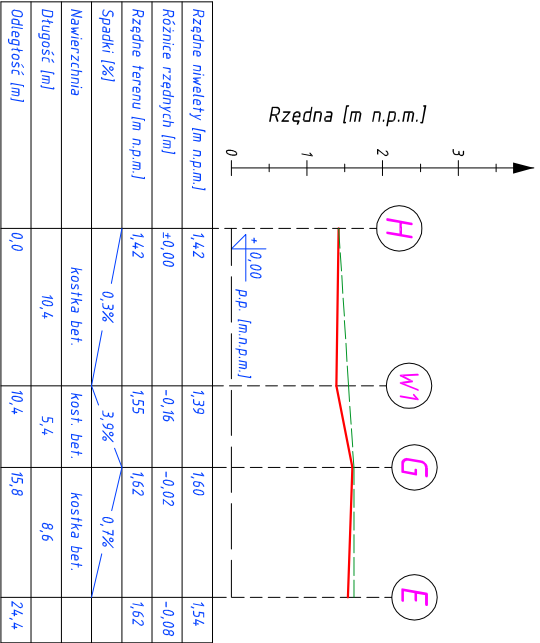 Rzędna [m n.p.m.]
0 1 2 3
H W1 G E
+
0,00
p.p. [m.n.p.m.]
Rzędne niwelety [m n.p.m.] 1,42 1,39 1,60 1,54
Różnice rzędnych [m] ±0,00 -0,16 -0,02 -0,08
Rzędne terenu [m n.p.m.] 1,42 1,55 1,62 1,62
Spadki [%] 0,3% 3,9% 0,7%
Nawierzchnia kostka bet. kost. bet. kostka bet.
Długość [m] 10,4 5,4 8,6
Odległość [m] 0,0 10,4 15,8 24,4